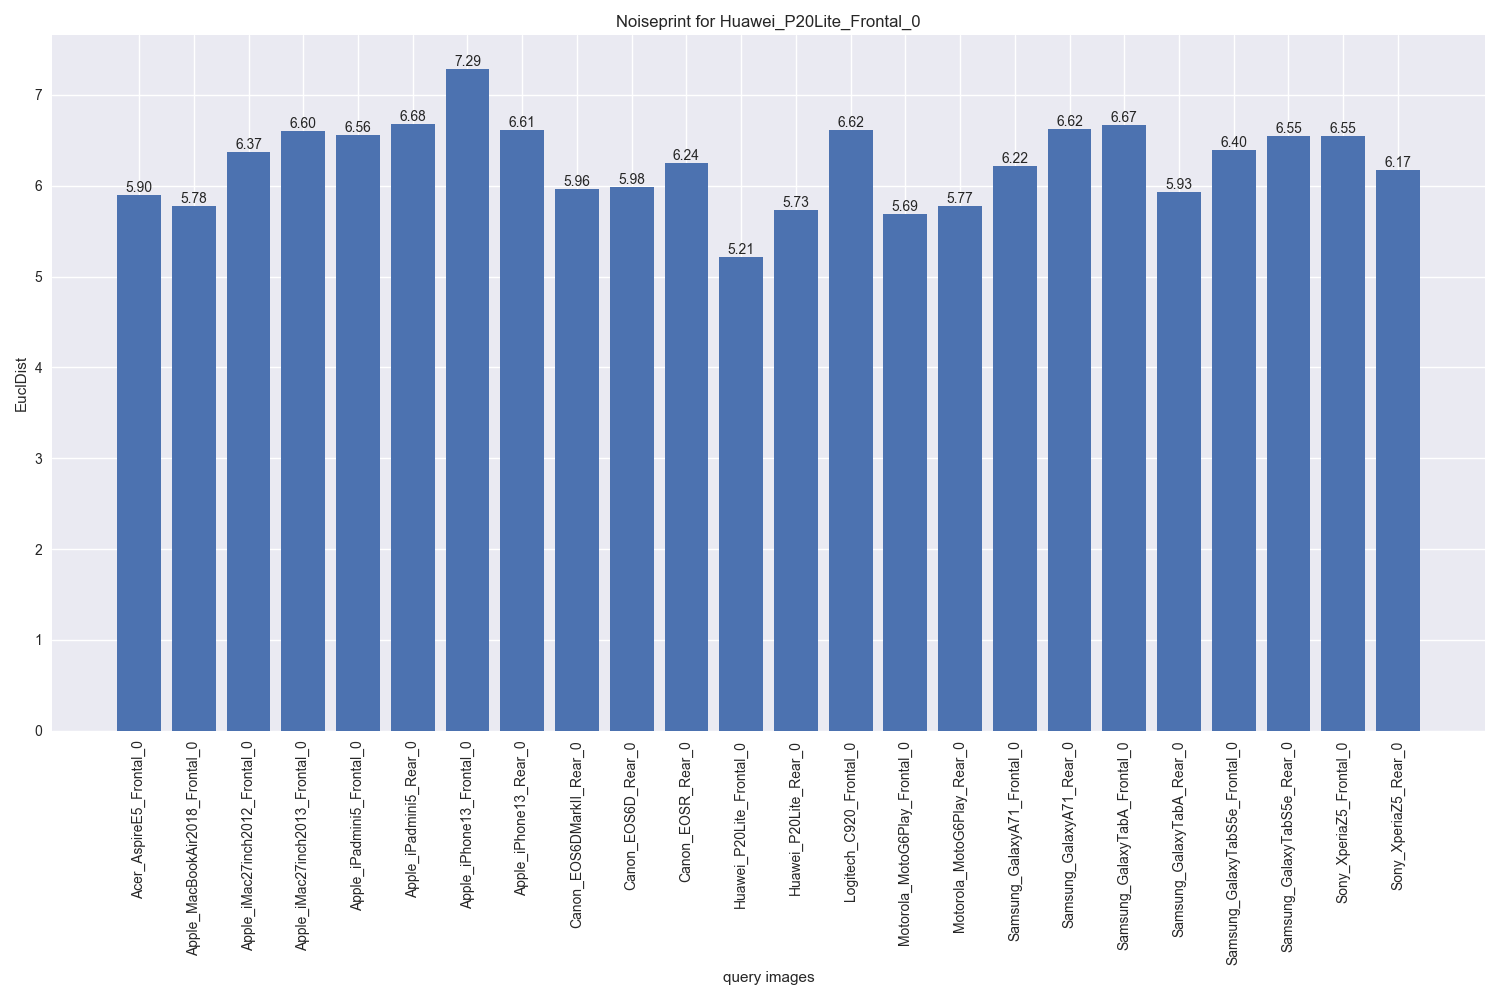 Noiseprint for Huawei_P20Lite_Frontal_0
EuclDist
7
6
5
4
3
2
1
0
5.90
5.78
6.37
6.60
6.56
6.68
7.29
6.61
5.96
5.98
6.24
5.21
5.73
6.62
5.69
5.77
6.22
6.62
6.67
5.93
6.40
6.55
6.55
6.17
Acer_AspireE5_Frontal_0
Apple_MacBookAir2018_Frontal_0
Apple_iMac27inch2012_Frontal_0
Apple_iMac27inch2013_Frontal_0
Apple_iPadmini5_Frontal_0
Apple_iPadmini5_Rear_0
Apple_iPhone13_Frontal_0
Apple_iPhone13_Rear_0
Canon_EOS6DMarkII_Rear_0
Canon_EOS6D_Rear_0
Canon_EOSR_Rear_0
Huawei_P20Lite_Frontal_0
Huawei_P20Lite_Rear_0
Logitech_C920_Frontal_0
Motorola_MotoG6Play_Frontal_0
Motorola_MotoG6Play_Rear_0
Samsung_GalaxyA71_Frontal_0
Samsung_GalaxyA71_Rear_0
Samsung_GalaxyTabA_Frontal_0
Samsung_GalaxyTabA_Rear_0
Samsung_GalaxyTabS5e_Frontal_0
Samsung_GalaxyTabS5e_Rear_0
Sony_XperiaZ5_Frontal_0
Sony_XperiaZ5_Rear_0
query images